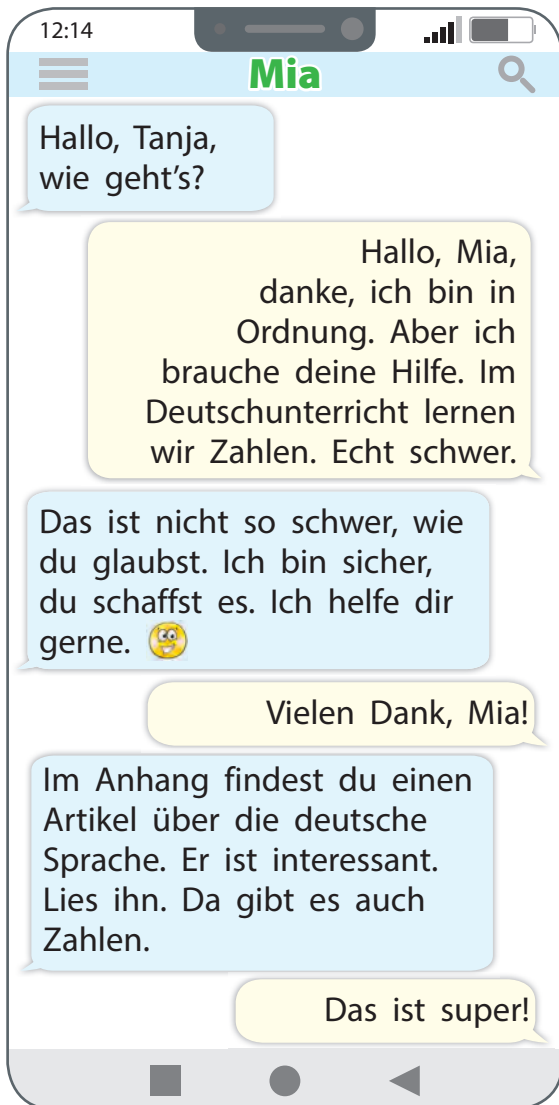 12:14
Mia
Hallo, Tanja,
wie geht's?
Hallo, Mia,
danke, ich bin in
Ordnung. Aber ich
brauche deine Hilfe. Im
Deutschunterricht lernen
wir Zahlen. Echt schwer.
Das ist nicht so schwer, wie
du glaubst. Ich bin sicher,
du schaffst es. Ich helfe dir
gerne.
Vielen Dank, Mia!
Im Anhang findest du einen
Artikel über die deutsche
Sprache. Er ist interessant.
Lies ihn. Da gibt es auch
Zahlen.
Das ist super!